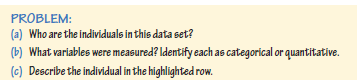 PROBLEM:
(a) Who are the individuals in this data set?
(b) What variables were measured? Identify each as categorical or quantitative.
(c) Describe the individual in the highlighted row.